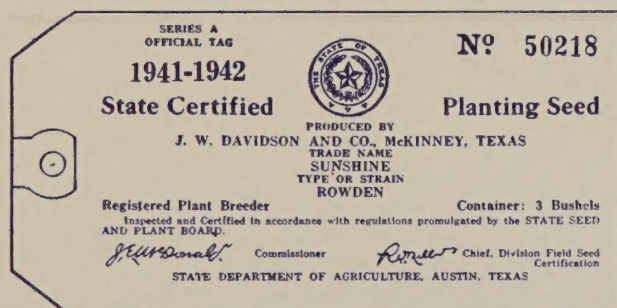 SERIES A
OFFICIAL TAG
Nº 50218
1941-1942
THE STATE OF TEXAS
State Certified Planting Seed
PRODUCED BY
J. W. DAVIDSON AND CO., McKINNEY, TEXAS
TRADE NAME
SUNSHINE
TYPE OR STRAIN
ROWDEN
Registered Plant Breeder Container: 3 Bushels
Inspected and Certified in accordance with regulations promulgated by the STATE SEED
AND PLANT BOARD.
J.E. McDonald. Commissioner Chief, Division Field Seed
Certification
STATE DEPARTMENT OF AGRICULTURE, AUSTIN, TEXAS